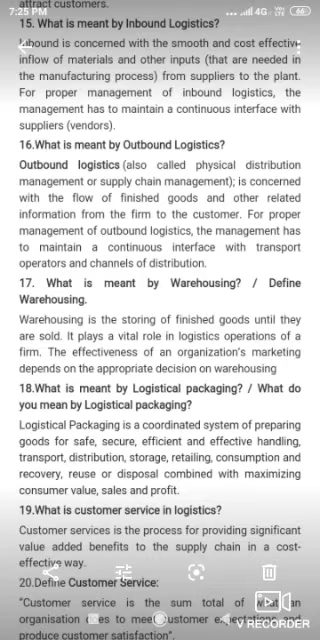 7:25 PM
4G
66
attract customers.
15. What is meant by Inbound Logistics?
Inbound is concerned with the smooth and cost effective
inflow of materials and other inputs (that are needed in
the manufacturing process) from suppliers to the plant.
For proper management of inbound logistics, the
management has to maintain a continuous interface with
suppliers (vendors).
16.What is meant by Outbound Logistics?
Outbound logistics (also called physical distribution
management or supply chain management); is concerned
with the flow of finished goods and other related
information from the firm to the customer. For proper
management of outbound logistics, the management has
to maintain a continuous interface with transport
operators and channels of distribution.
17. What is meant by Warehousing? / Define
Warehousing.
Warehousing is the storing of finished goods until they
are sold. It plays a vital role in logistics operations of a
firm. The effectiveness of an organization's marketing
depends on the appropriate decision on warehousing
18.What is meant by Logistical packaging? / What do
you mean by Logistical packaging?
Logistical Packaging is a coordinated system of preparing
goods for safe, secure, efficient and effective handling,
transport, distribution, storage, retailing, consumption and
recovery, reuse or disposal combined with maximizing
consumer value, sales and profit.
19.What is customer service in logistics?
Customer services is the process for providing significant
value added benefits to the supply chain in a cost-
effective way.
20.Define Customer Service:
"Customer service is the sum total of what an
organisation does to meet customer expectations and
produce customer satisfaction".
V RECORDER